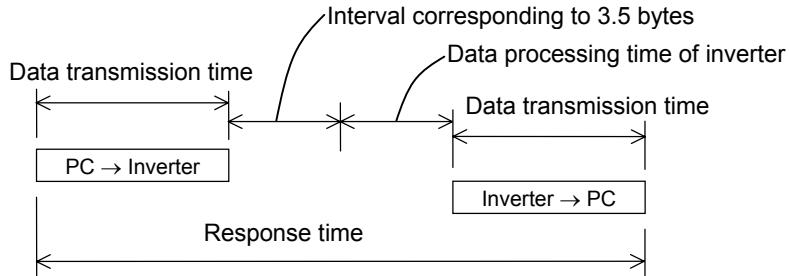 Interval corresponding to 3.5 bytes
Data processing time of inverter
Data transmission time
Data transmission time
PC → Inverter
Inverter → PC
Response time